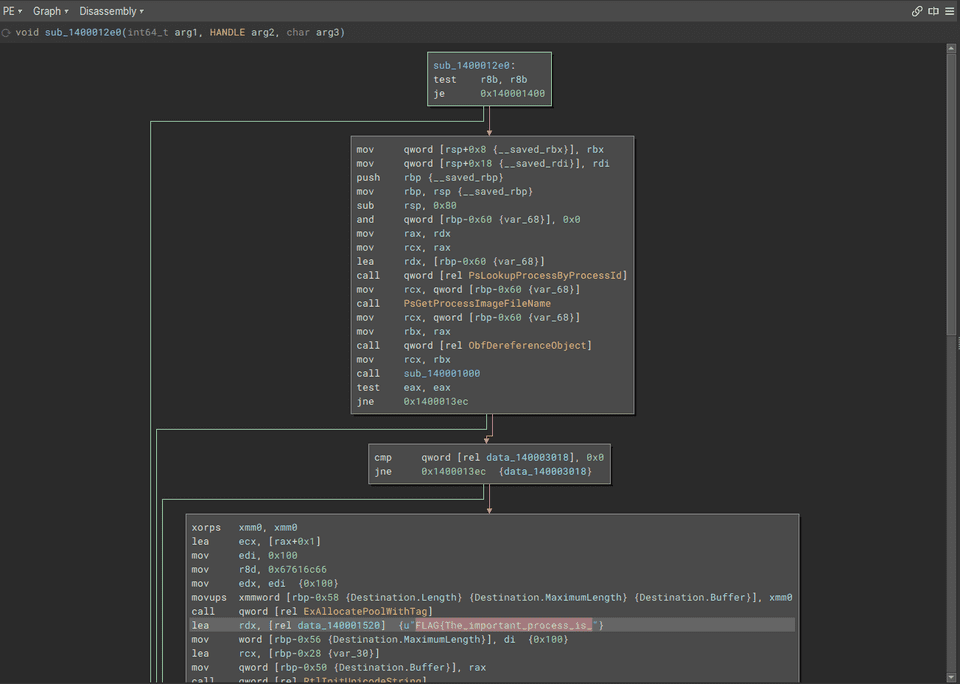 PE ▾ Graph ▾ Disassembly ▾
void sub_1400012e0(int64_t arg1, HANDLE arg2, char arg3)
sub_1400012e0:
test r8b, r8b
je 0x140001400
mov qword [rsp+0x8 {__saved_rbx}], rbx
mov qword [rsp+0x18 {__saved_rdi}], rdi
push rbp {__saved_rbp}
mov rbp, rsp {__saved_rbp}
sub rsp, 0x80
and qword [rbp-0x60 {var_68}], 0x0
mov rax, rdx
mov rcx, rax
lea rdx, [rbp-0x60 {var_68}]
call qword [rel PsLookupProcessByProcessId]
mov rcx, qword [rbp-0x60 {var_68}]
call PsGetProcessImageFileName
mov rcx, qword [rbp-0x60 {var_68}]
mov rbx, rax
call qword [rel ObfDereferenceObject]
mov rcx, rbx
call sub_140001000
test eax, eax
jne 0x1400013ec
cmp qword [rel data_140003018], 0x0
jne 0x1400013ec {data_140003018}
xorps xmm0, xmm0
lea ecx, [rax+0x1]
mov edi, 0x100
mov r8d, 0x67616c66
mov edx, edi {0x100}
movups xmmword [rbp-0x58 {Destination.Length} {Destination.MaximumLength} {Destination.Buffer}], xmm0
call qword [rel ExAllocatePoolWithTag]
lea rdx, [rel data_140001520] {u"FLAG{The_important_process_is_"}
mov word [rbp-0x56 {Destination.MaximumLength}], di {0x100}
lea rcx, [rbp-0x28 {var_30}]
mov qword [rbp-0x50 {Destination.Buffer}], rax
call qword [rel RtlInitUnicodeString]